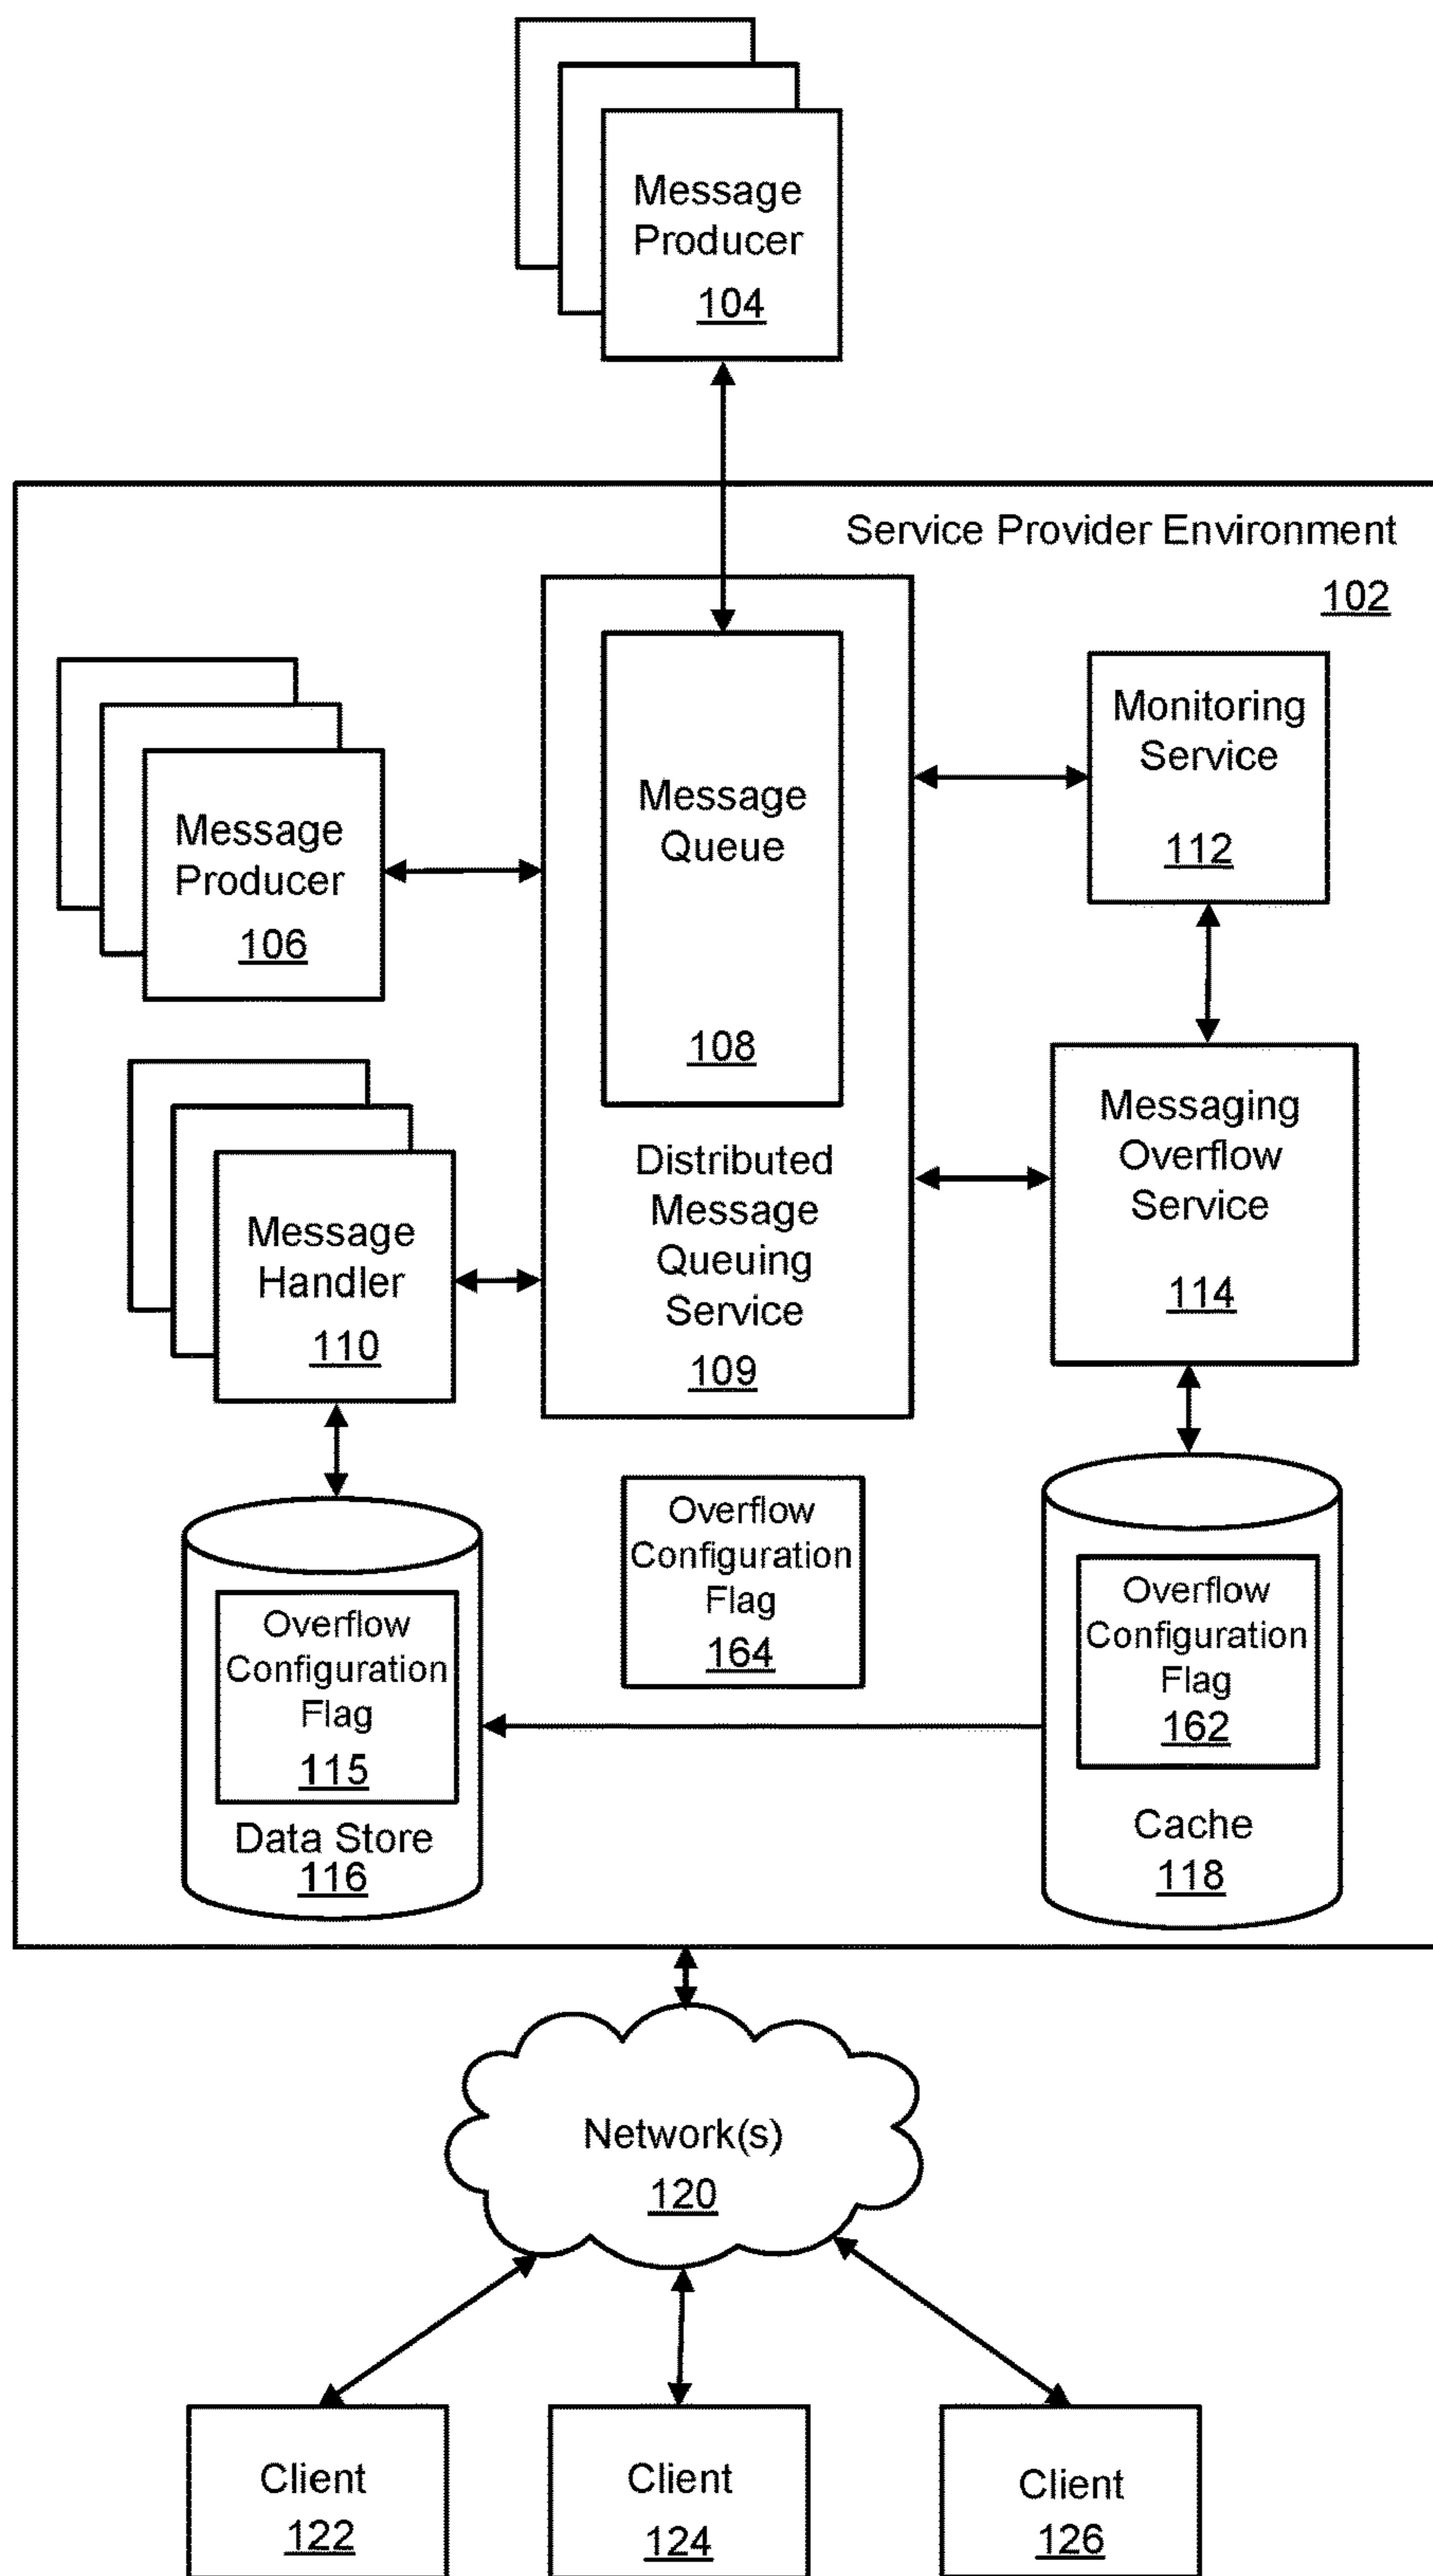 Message
Producer
104
Service Provider Environment
102
Message
Producer
106
Message
Queue
108
Distributed
Message
Queuing
Service
109
Monitoring
Service
112
Message
Handler
110
Messaging
Overflow
Service
114
Overflow
Configuration
Flag
115
Data Store
116
Overflow
Configuration
Flag
164
Overflow
Configuration
Flag
162
Cache
118
Network(s)
120
Client
122
Client
124
Client
126